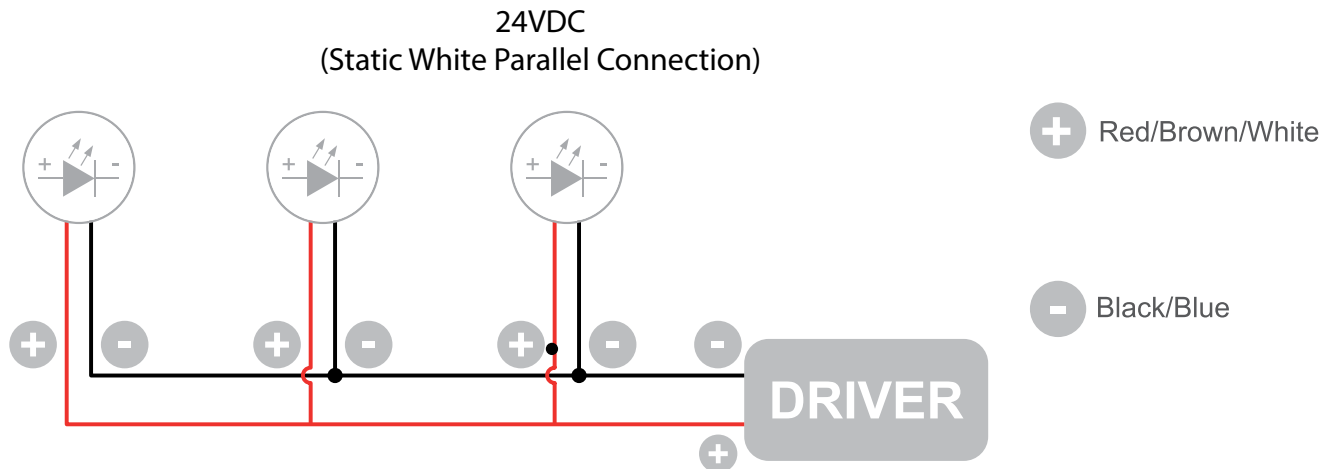 24VDC
(Static White Parallel Connection)
+ -
+ -
+ -
+ Red/Brown/White
- Black/Blue
+ -
+ -
+ -
-
DRIVER
+